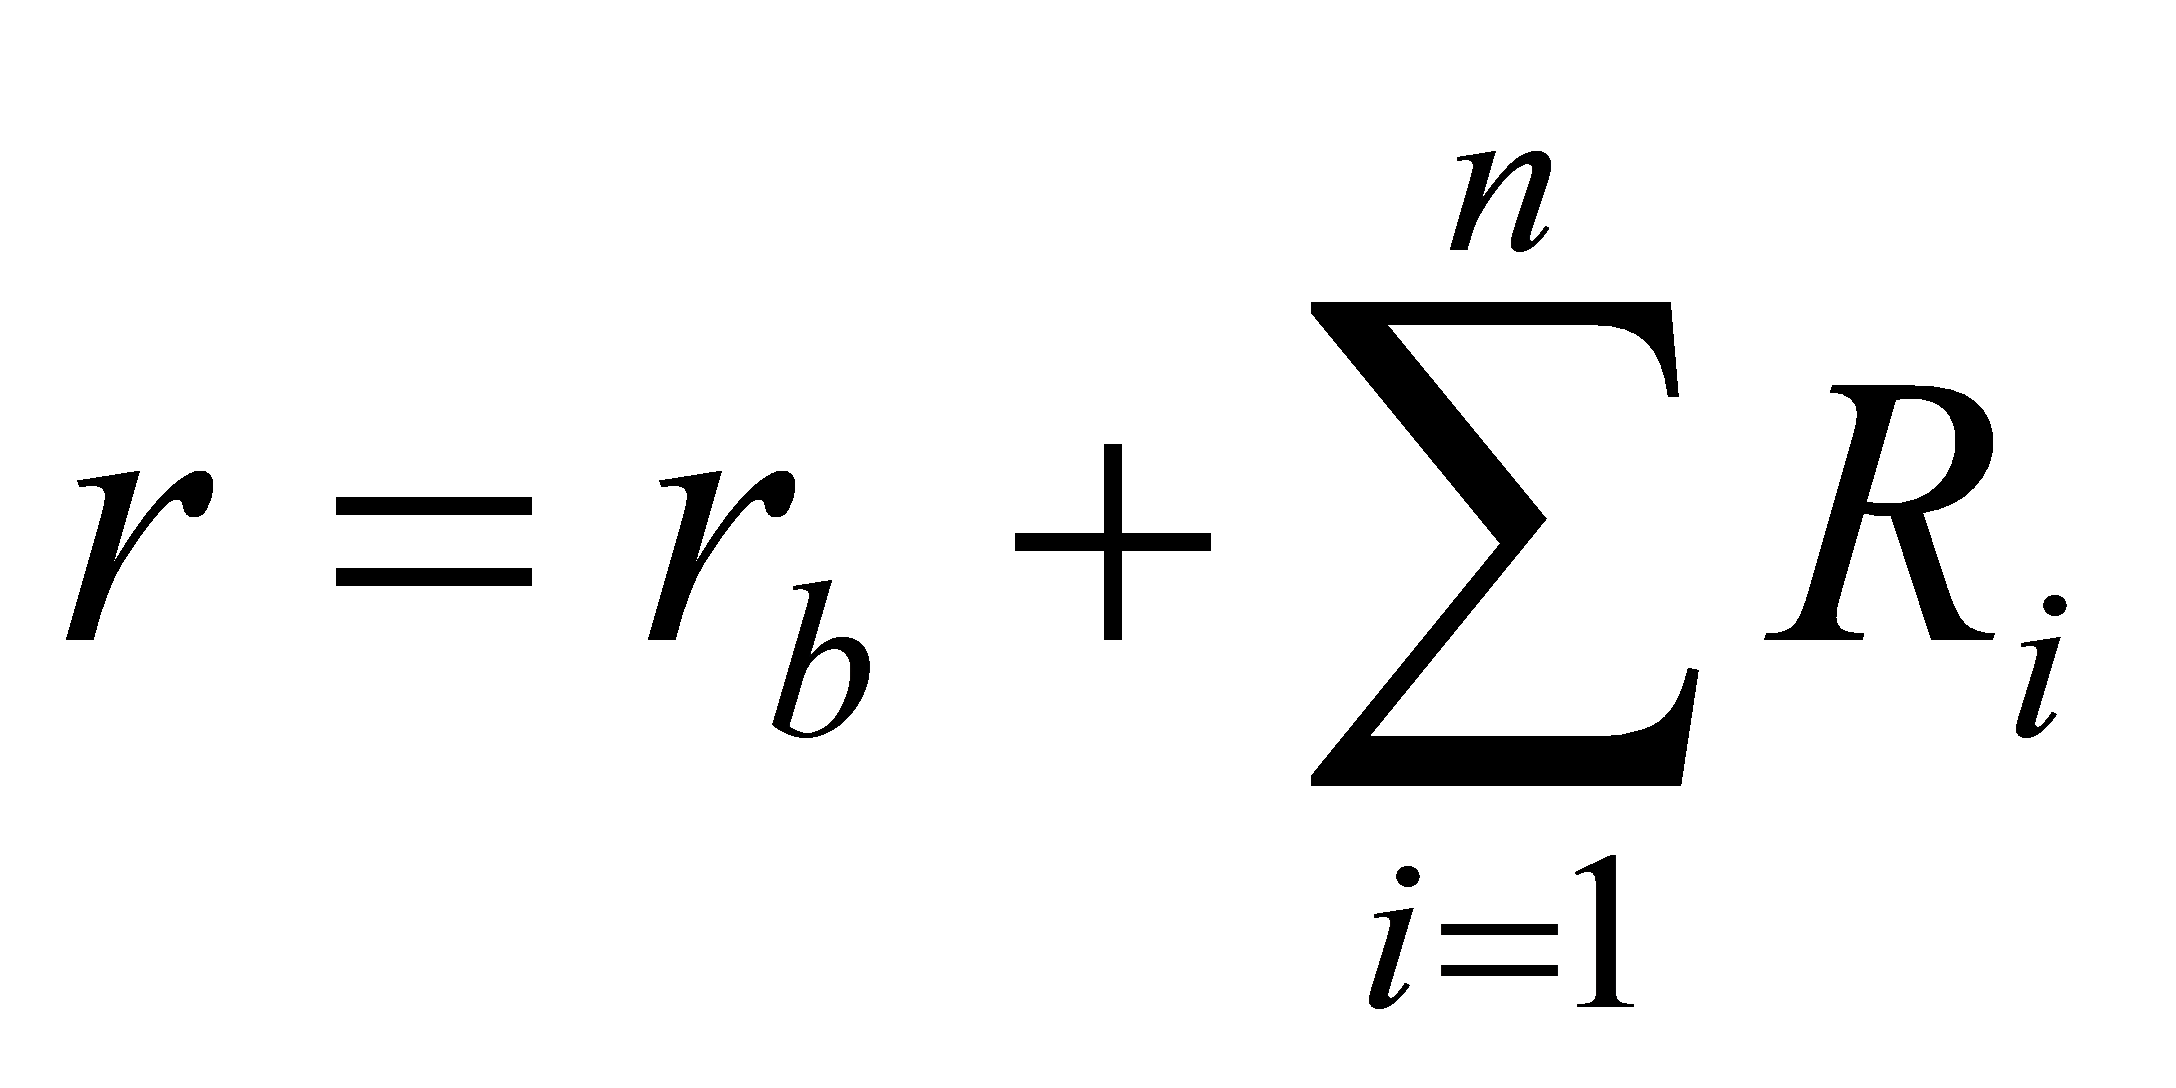 r = r_b + \sum_{i=1}^{n} R_i